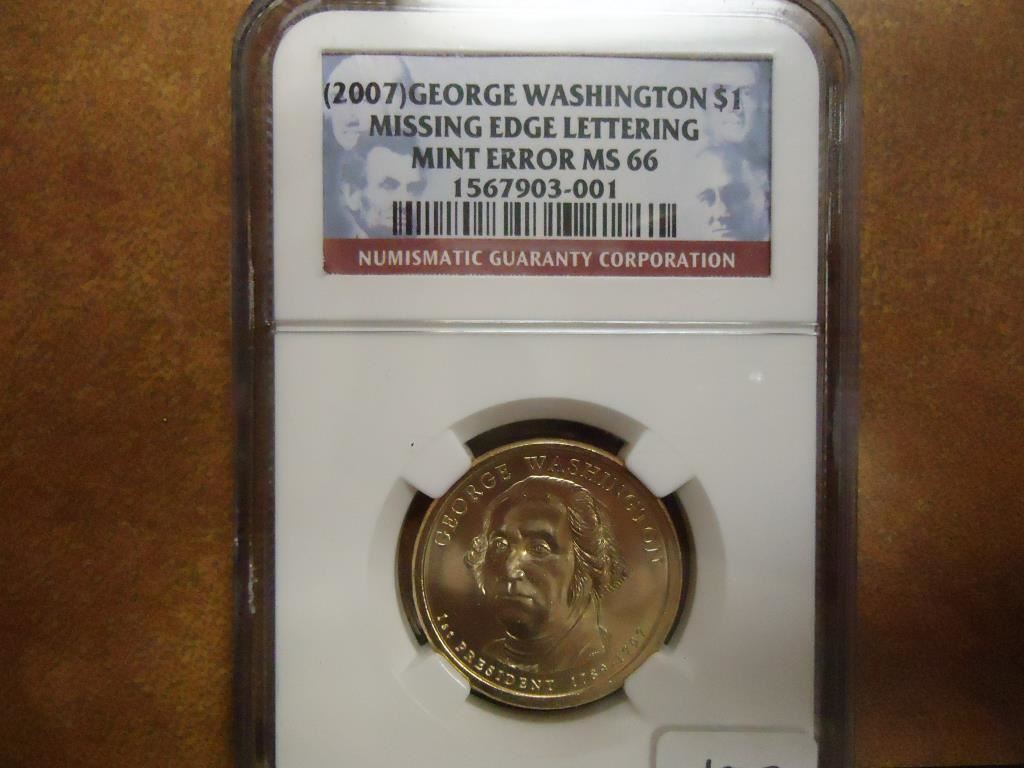 (2007)GEORGE WASHINGTON $1
MISSING EDGE LETTERING
MINT ERROR MS 66
1567903-001
NUMISMATIC GUARANTY CORPORATION
GEORGE WASHINGTON
1st PRESIDENT 1789-1797